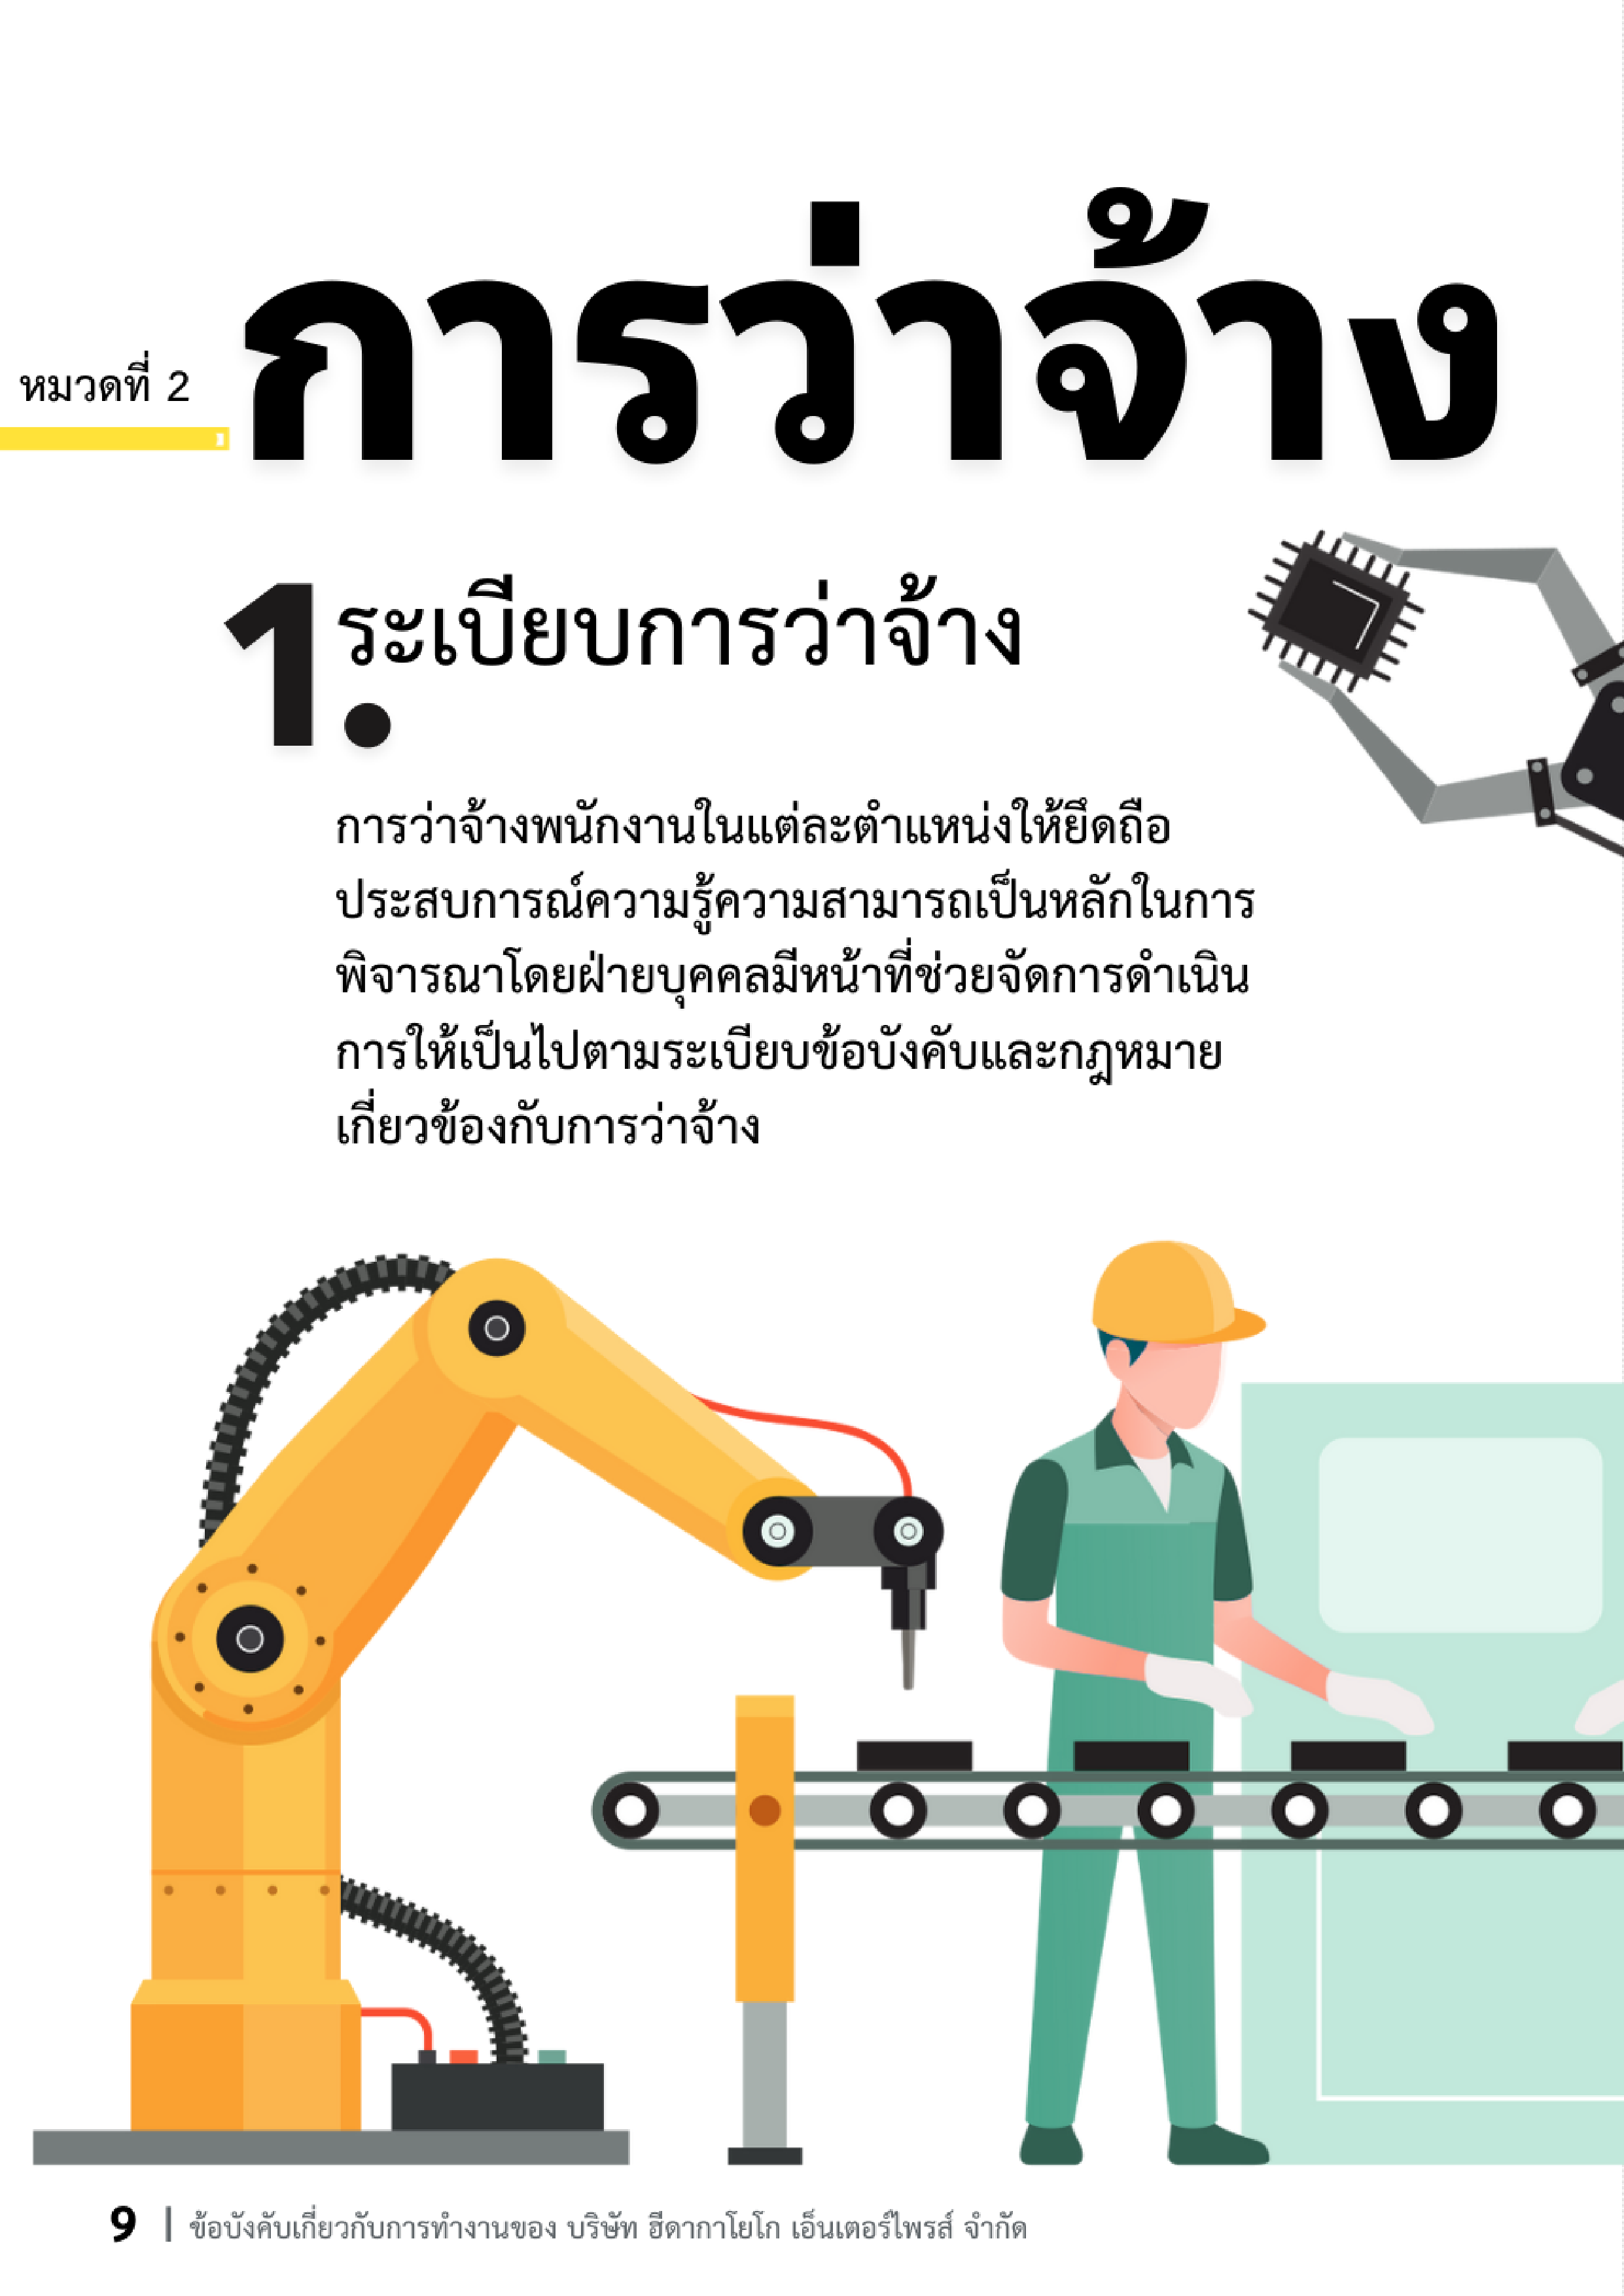 หมวดที่ 2
การว่าจ้าง
1.
ระเบียบการว่าจ้าง
การว่าจ้างพนักงานในแต่ละตำแหน่งให้ยึดถือ
ประสบการณ์ความรู้ความสามารถเป็นหลักในการ
พิจารณาโดยฝ่ายบุคคลมีหน้าที่ช่วยจัดการดำเนิน
การให้เป็นไปตามระเบียบข้อบังคับและกฎหมาย
เกี่ยวข้องกับการว่าจ้าง
9 | ข้อบังคับเกี่ยวกับการทำงานของ บริษัท ฮีดากาโยโก เอ็นเตอร์ไพรส์ จำกัด